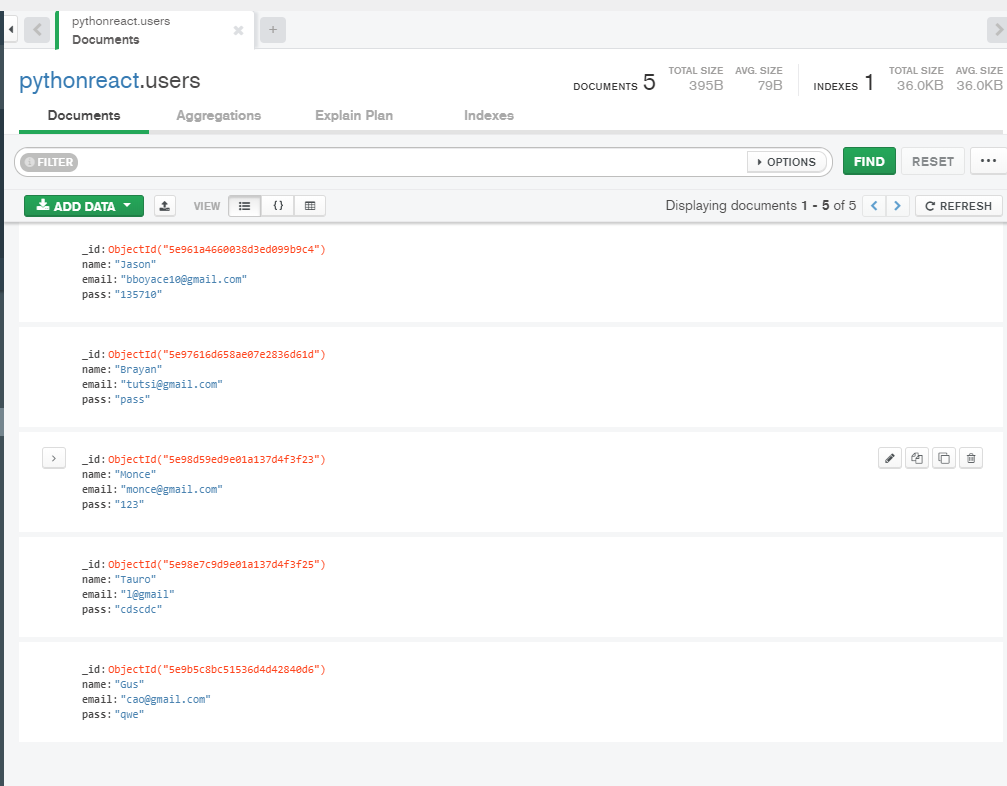 pythonreact.users
Documents
pythonreact.users
DOCUMENTS 5 TOTAL SIZE 395B AVG. SIZE 79B INDEXES 1 TOTAL SIZE 36.0KB AVG. SIZE 36.0KB
Documents Aggregations Explain Plan Indexes
FILTER OPTIONS FIND RESET ...
ADD DATA VIEW {} Displaying documents 1 - 5 of 5 < > REFRESH
_id: ObjectId("5e961a4660038d3ed099b9c4")
name: "Jason"
email: "bboyace10@gmail.com"
pass: "135710"
_id: ObjectId("5e97616d658ae07e2836d61d")
name: "Brayan"
email: "tutsi@gmail.com"
pass: "pass"
_id: ObjectId("5e98d59ed9e01a137d4f3f23")
name: "Monce"
email: "monce@gmail.com"
pass: "123"
_id: ObjectId("5e98e7c9d9e01a137d4f3f25")
name: "Tauro"
email: "l@gmail"
pass: "cdscdc"
_id: ObjectId("5e9b5c8bc51536d4d42840d6")
name: "Gus"
email: "cao@gmail.com"
pass: "qwe"